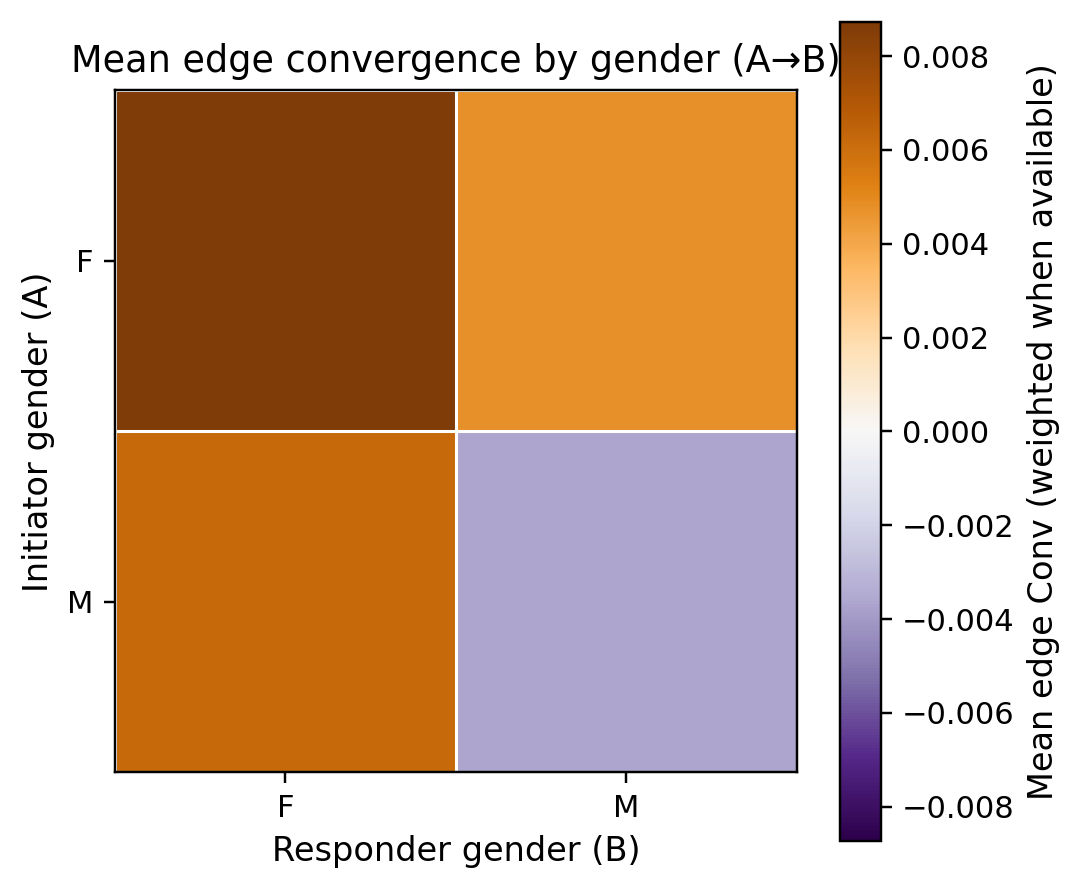 Mean edge convergence by gender (A→B)
Initiator gender (A)
F
M
F
M
Responder gender (B)
0.008
0.006
0.004
0.002
0.000
−0.002
−0.004
−0.006
−0.008
Mean edge Conv (weighted when available)